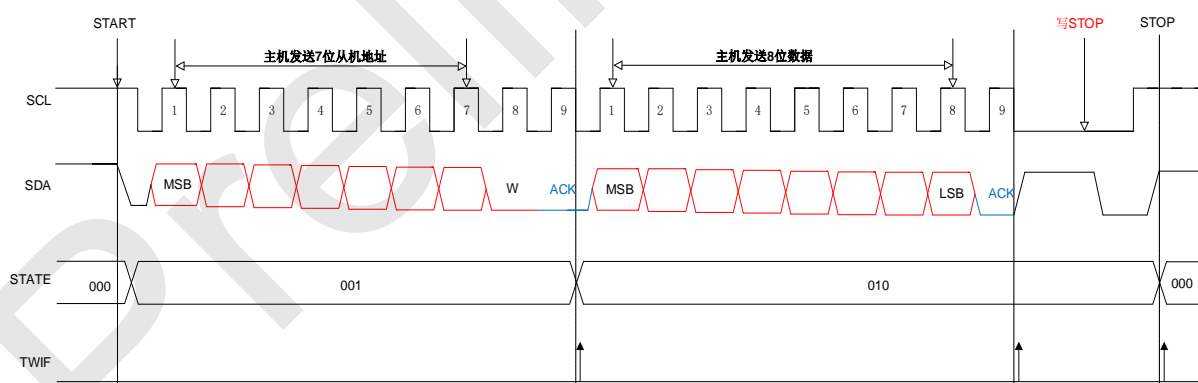 START 写STOP STOP
主机发送7位从机地址 主机发送8位数据
SCL 1 2 3 4 5 6 7 8 9 1 2 3 4 5 6 7 8 9
SDA MSB W ACK MSB LSB ACK
STATE 000 001 010 000
TWIF
Preli